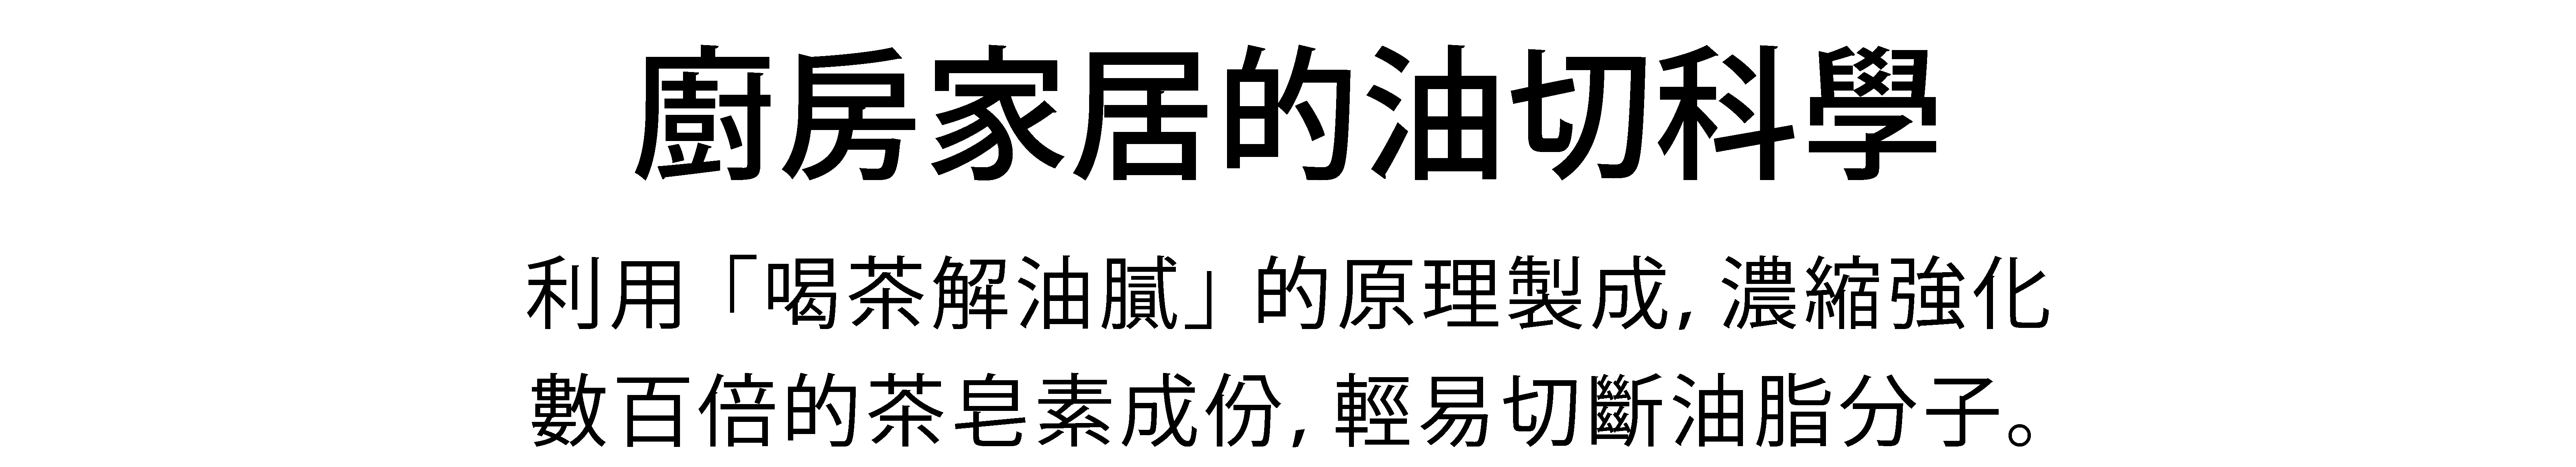 廚房家居的油切科學
利用「喝茶解油膩」的原理製成, 濃縮強化
數百倍的茶皂素成份, 輕易切斷油脂分子。